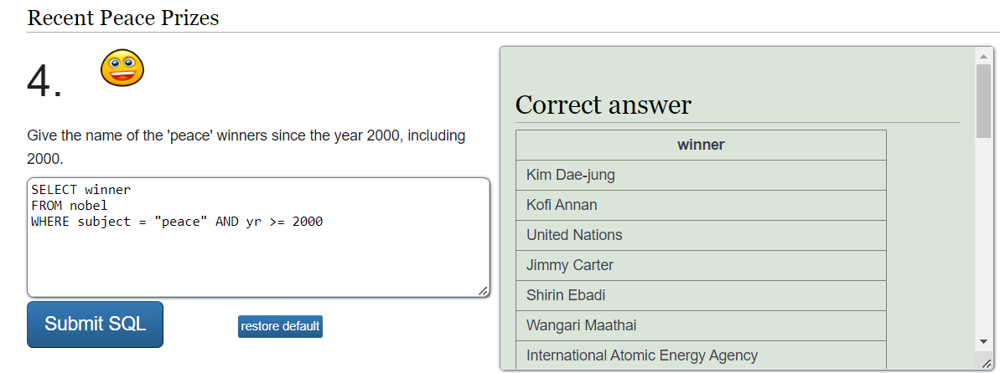 Recent Peace Prizes
4.
Give the name of the 'peace' winners since the year 2000, including
2000.
SELECT winner
FROM nobel
WHERE subject = "peace" AND yr >= 2000
Submit SQL
restore default
Correct answer
winner
Kim Dae-jung
Kofi Annan
United Nations
Jimmy Carter
Shirin Ebadi
Wangari Maathai
International Atomic Energy Agency